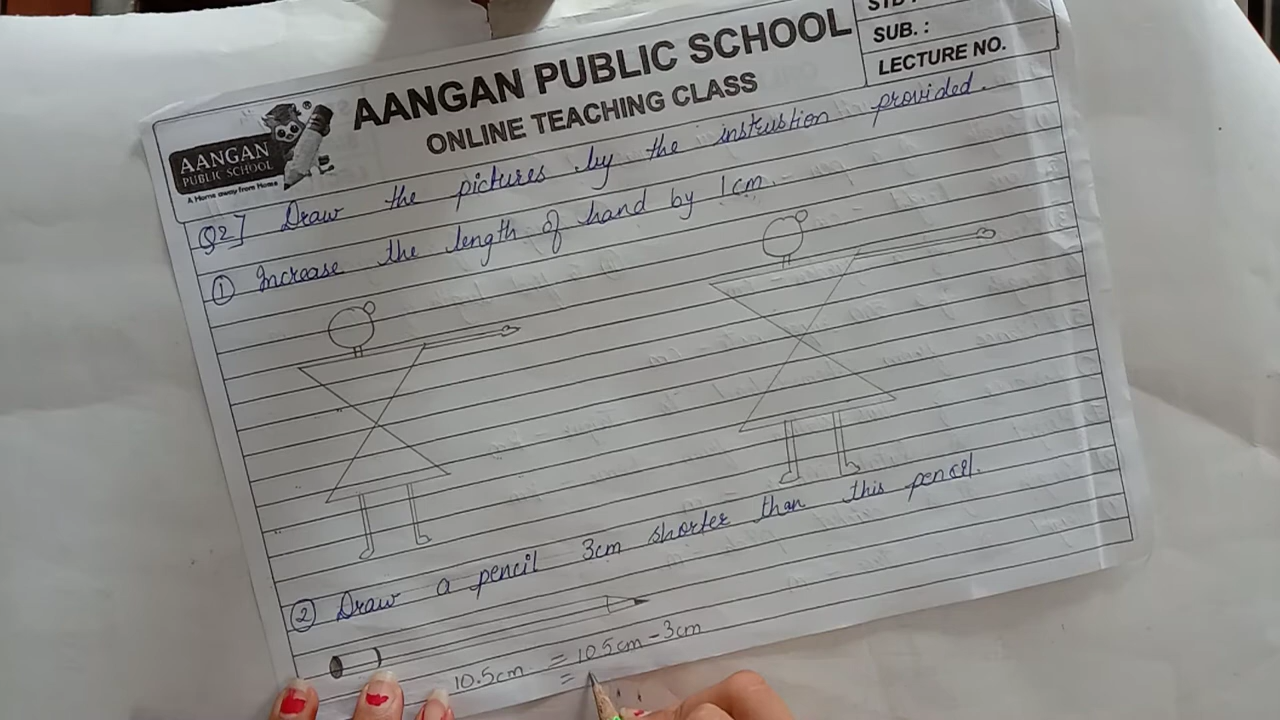 AANGAN PUBLIC SCHOOL
ONLINE TEACHING CLASS
SUB. :
LECTURE NO.
AANGAN
PUBLIC SCHOOL
A Home away from Home
Q2] Draw the pictures by the instrustion provided.
① Increase the length of hand by 1cm.
② Draw a pencil 3cm shorter than this pencil.
10.5cm = 10.5cm - 3cm
=